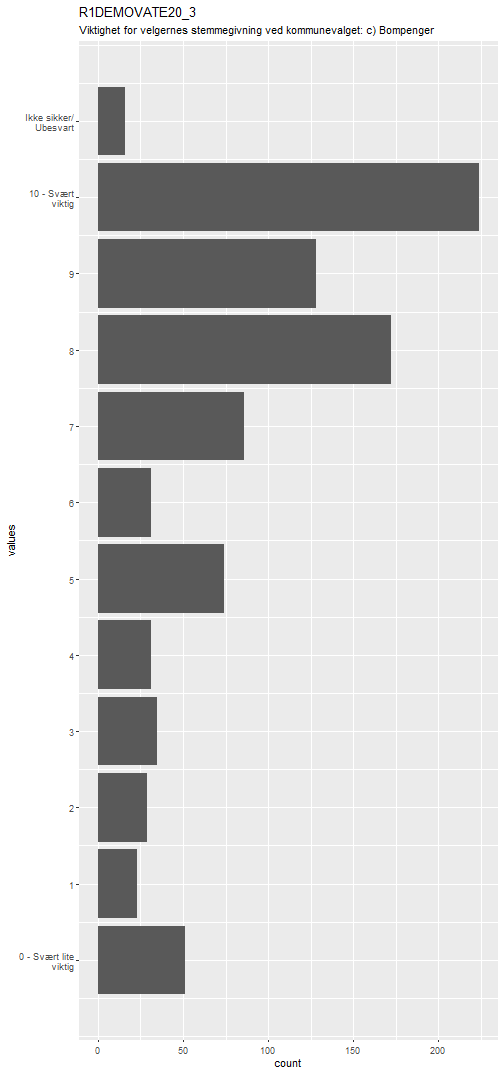 R1DEMOVATE20_3
Viktighet for velgernes stemmegivning ved kommunevalget: c) Bompenger
Ikke sikker/
Ubesvart
10 - Svært
viktig
9
8
7
6
5
4
3
2
1
0 - Svært lite
viktig
values
0 50 100 150 200
count